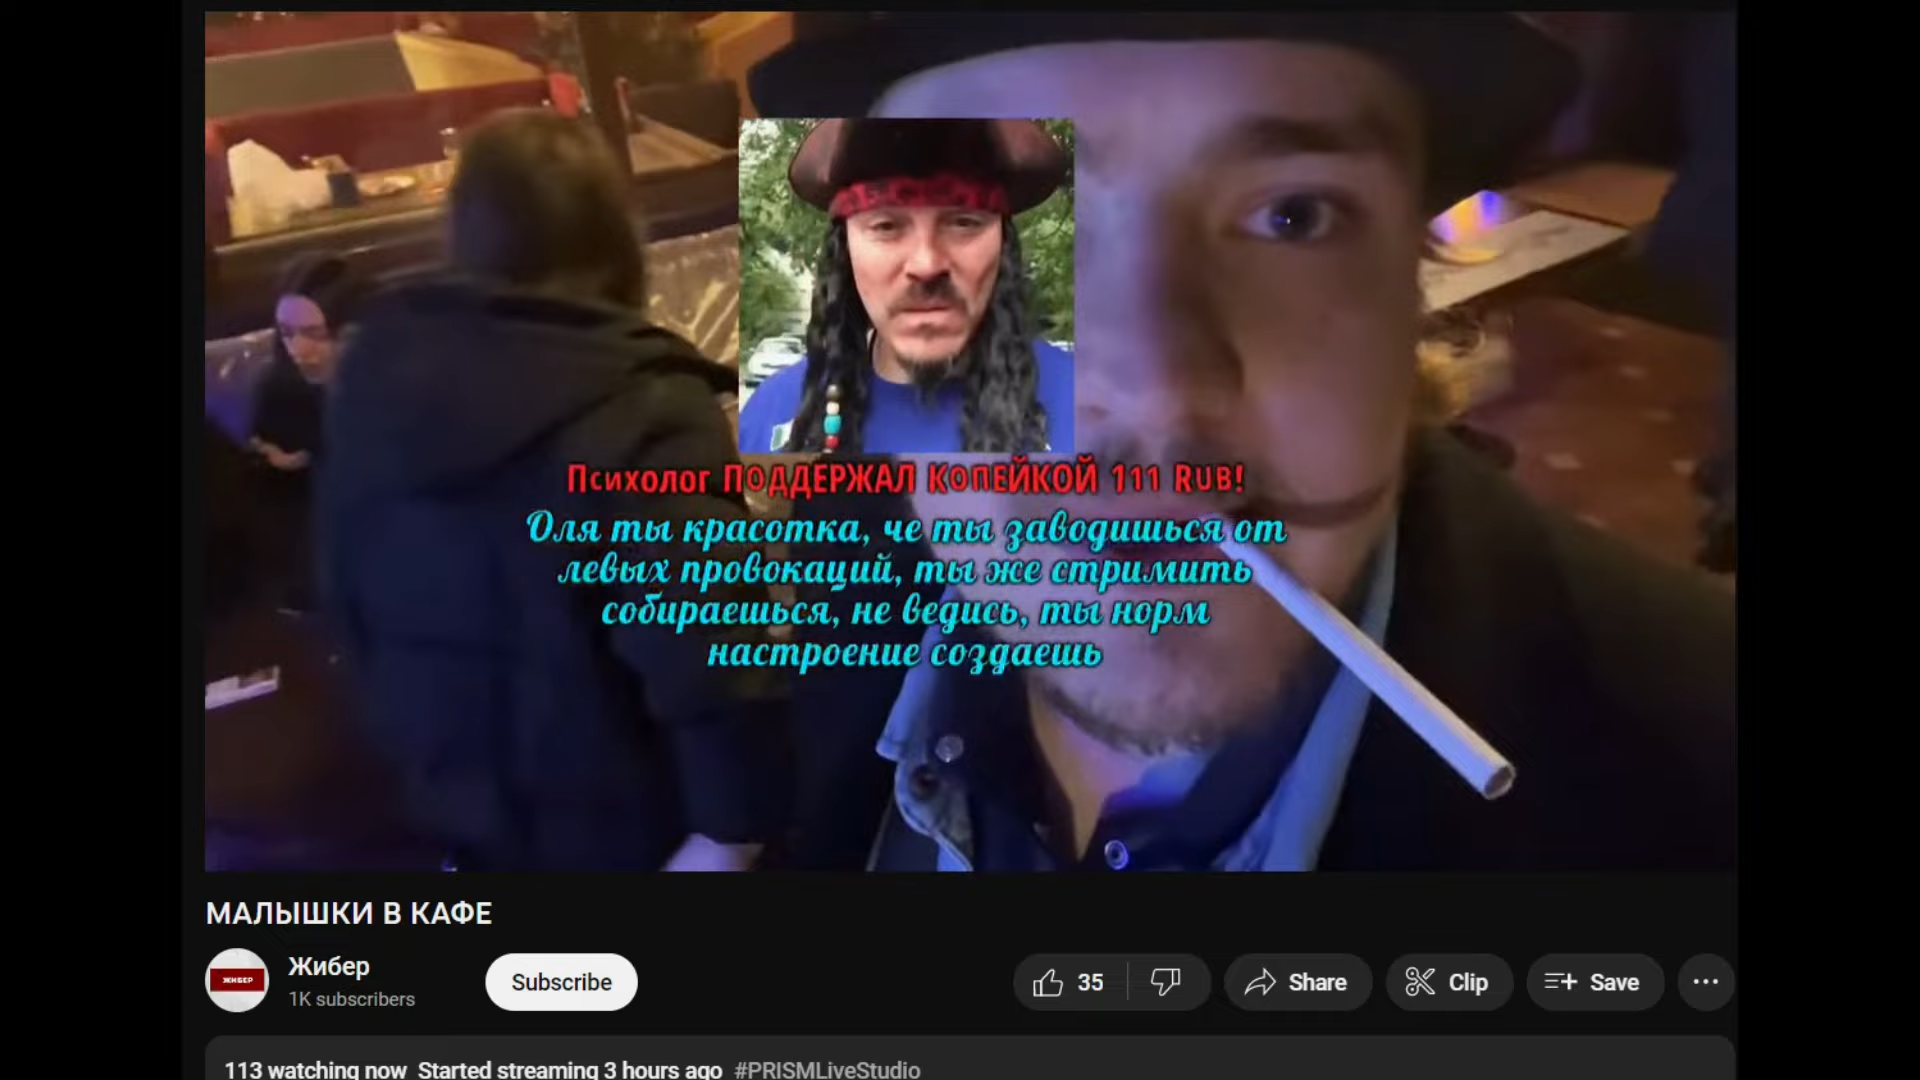 Психолог ПОДДЕРЖАЛ КОПЕЙКОЙ 111 RUB!
Оля ты красотка, че ты заводишься от
левых провокаций, ты же стримить
собираешься, не ведись, ты норм
настроение создаешь
МАЛЫШКИ В КАФЕ
ЖИБЕР
Жибер
1K subscribers
Subscribe
35
Share
Clip
Save
113 watching now Started streaming 3 hours ago #PRISMLiveStudio